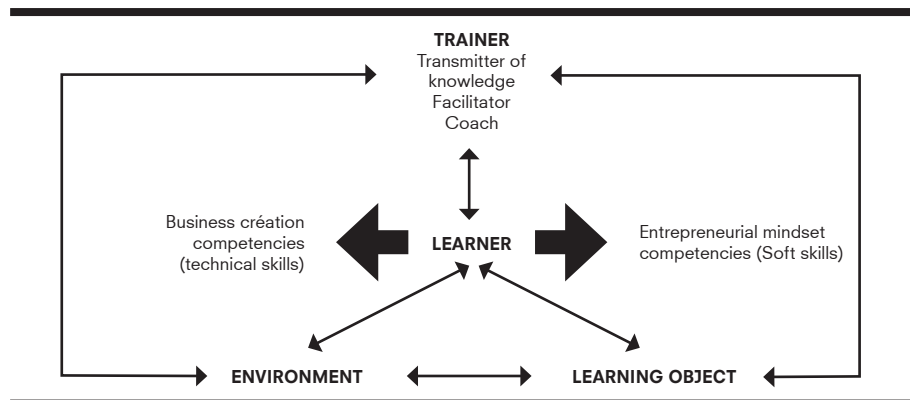 TRAINER
Transmitter of
knowledge
Facilitator
Coach
Business création
competencies
(technical skills)
LEARNER
Entrepreneurial mindset
competencies (Soft skills)
ENVIRONMENT
LEARNING OBJECT